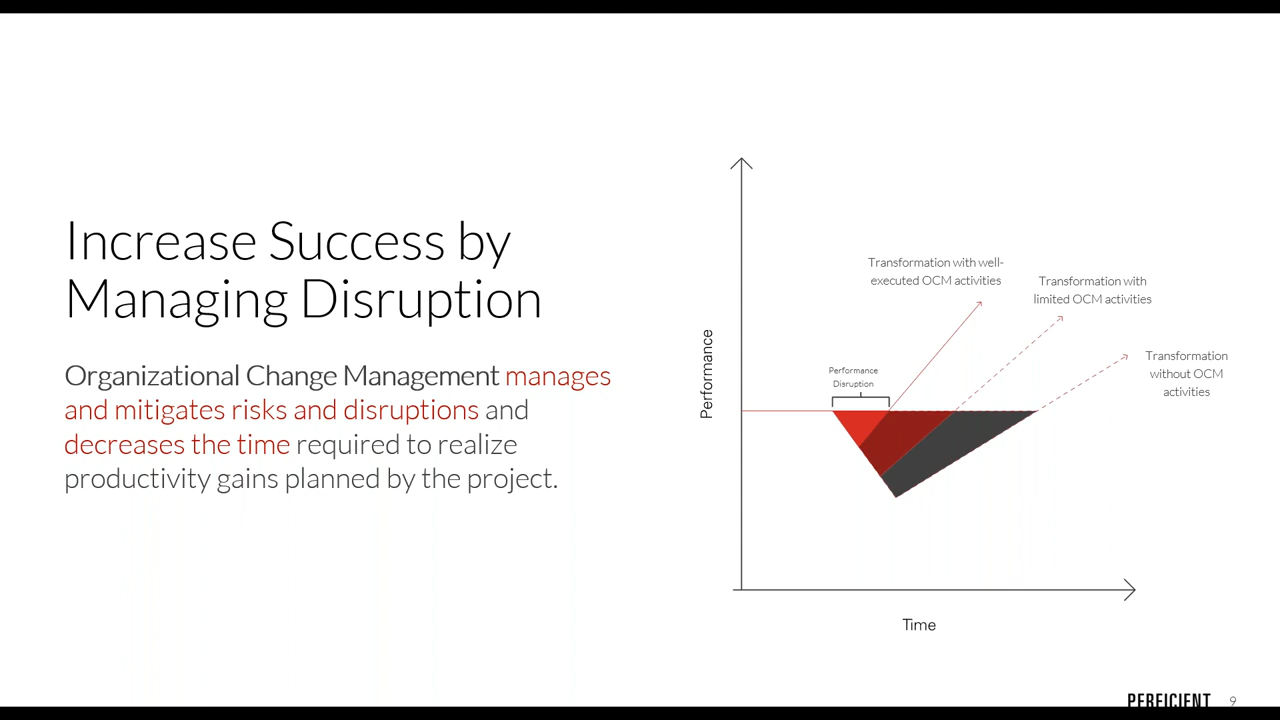 Increase Success by
Managing Disruption
Organizational Change Management manages
and mitigates risks and disruptions and
decreases the time required to realize
productivity gains planned by the project.
Performance
Transformation with well-
executed OCM activities
Transformation with
limited OCM activities
Transformation
without OCM
activities
Performance
Disruption
Time
PERFICIENT
9